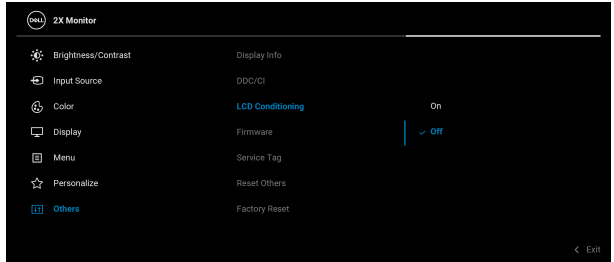 DELL 2X Monitor
Brightness/Contrast Display Info
Input Source DDC/CI
Color LCD Conditioning On
Display Firmware Off
Menu Service Tag
Personalize Reset Others
Others Factory Reset
Exit